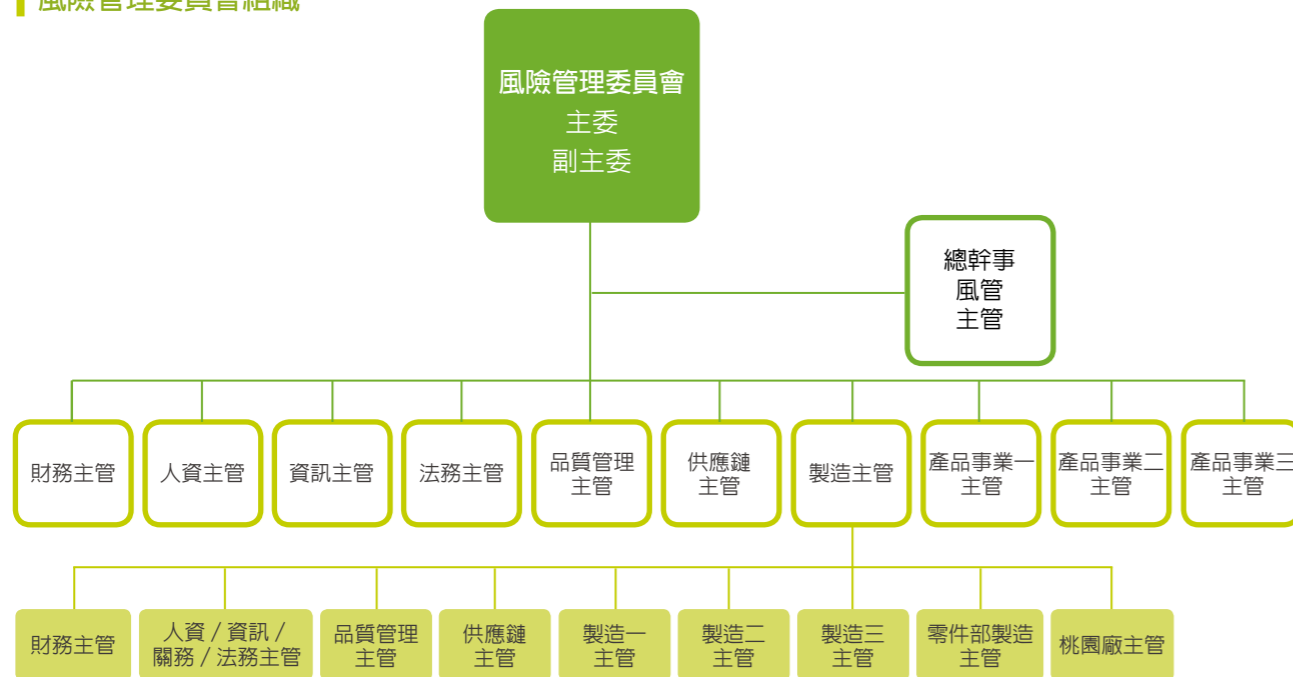 風險管理委員會組織
風險管理委員會
主委
副主委
總幹事
風管
主管
財務主管
人資主管
資訊主管
法務主管
品質管理
主管
供應鏈
主管
製造主管
產品事業一
主管
產品事業二
主管
產品事業三
主管
財務主管
人資 / 資訊 /
關務 / 法務主管
品質管理
主管
供應鏈
主管
製造一
主管
製造二
主管
製造三
主管
零件部製造
主管
桃園廠主管